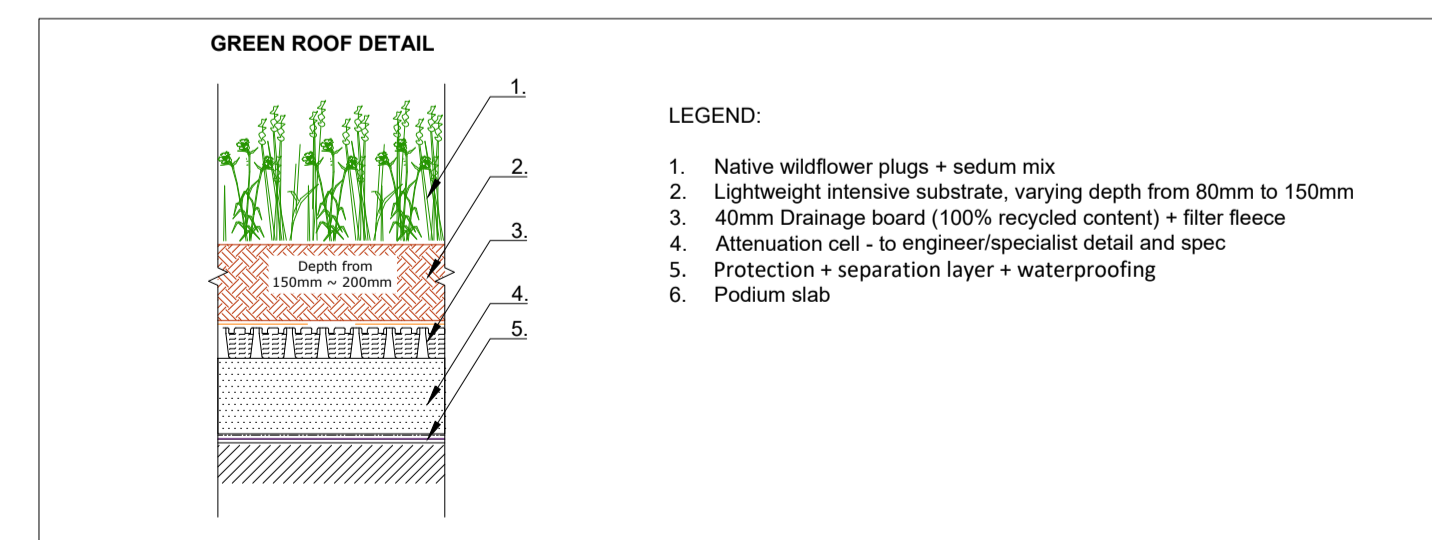 GREEN ROOF DETAIL
1.
2.
3.
Depth from
150mm ~ 200mm
4.
5.
LEGEND:
1. Native wildflower plugs + sedum mix
2. Lightweight intensive substrate, varying depth from 80mm to 150mm
3. 40mm Drainage board (100% recycled content) + filter fleece
4. Attenuation cell - to engineer/specialist detail and spec
5. Protection + separation layer + waterproofing
6. Podium slab